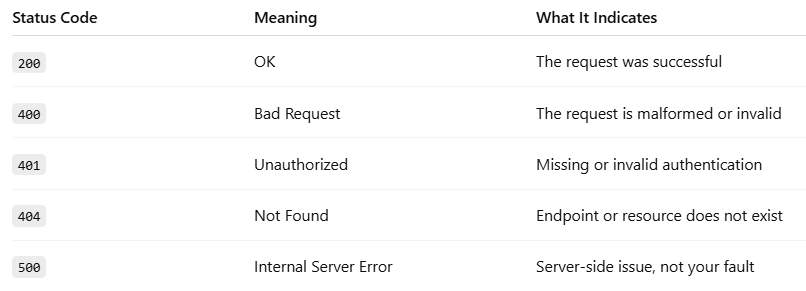 Status Code Meaning What It Indicates
200 OK The request was successful
400 Bad Request The request is malformed or invalid
401 Unauthorized Missing or invalid authentication
404 Not Found Endpoint or resource does not exist
500 Internal Server Error Server-side issue, not your fault